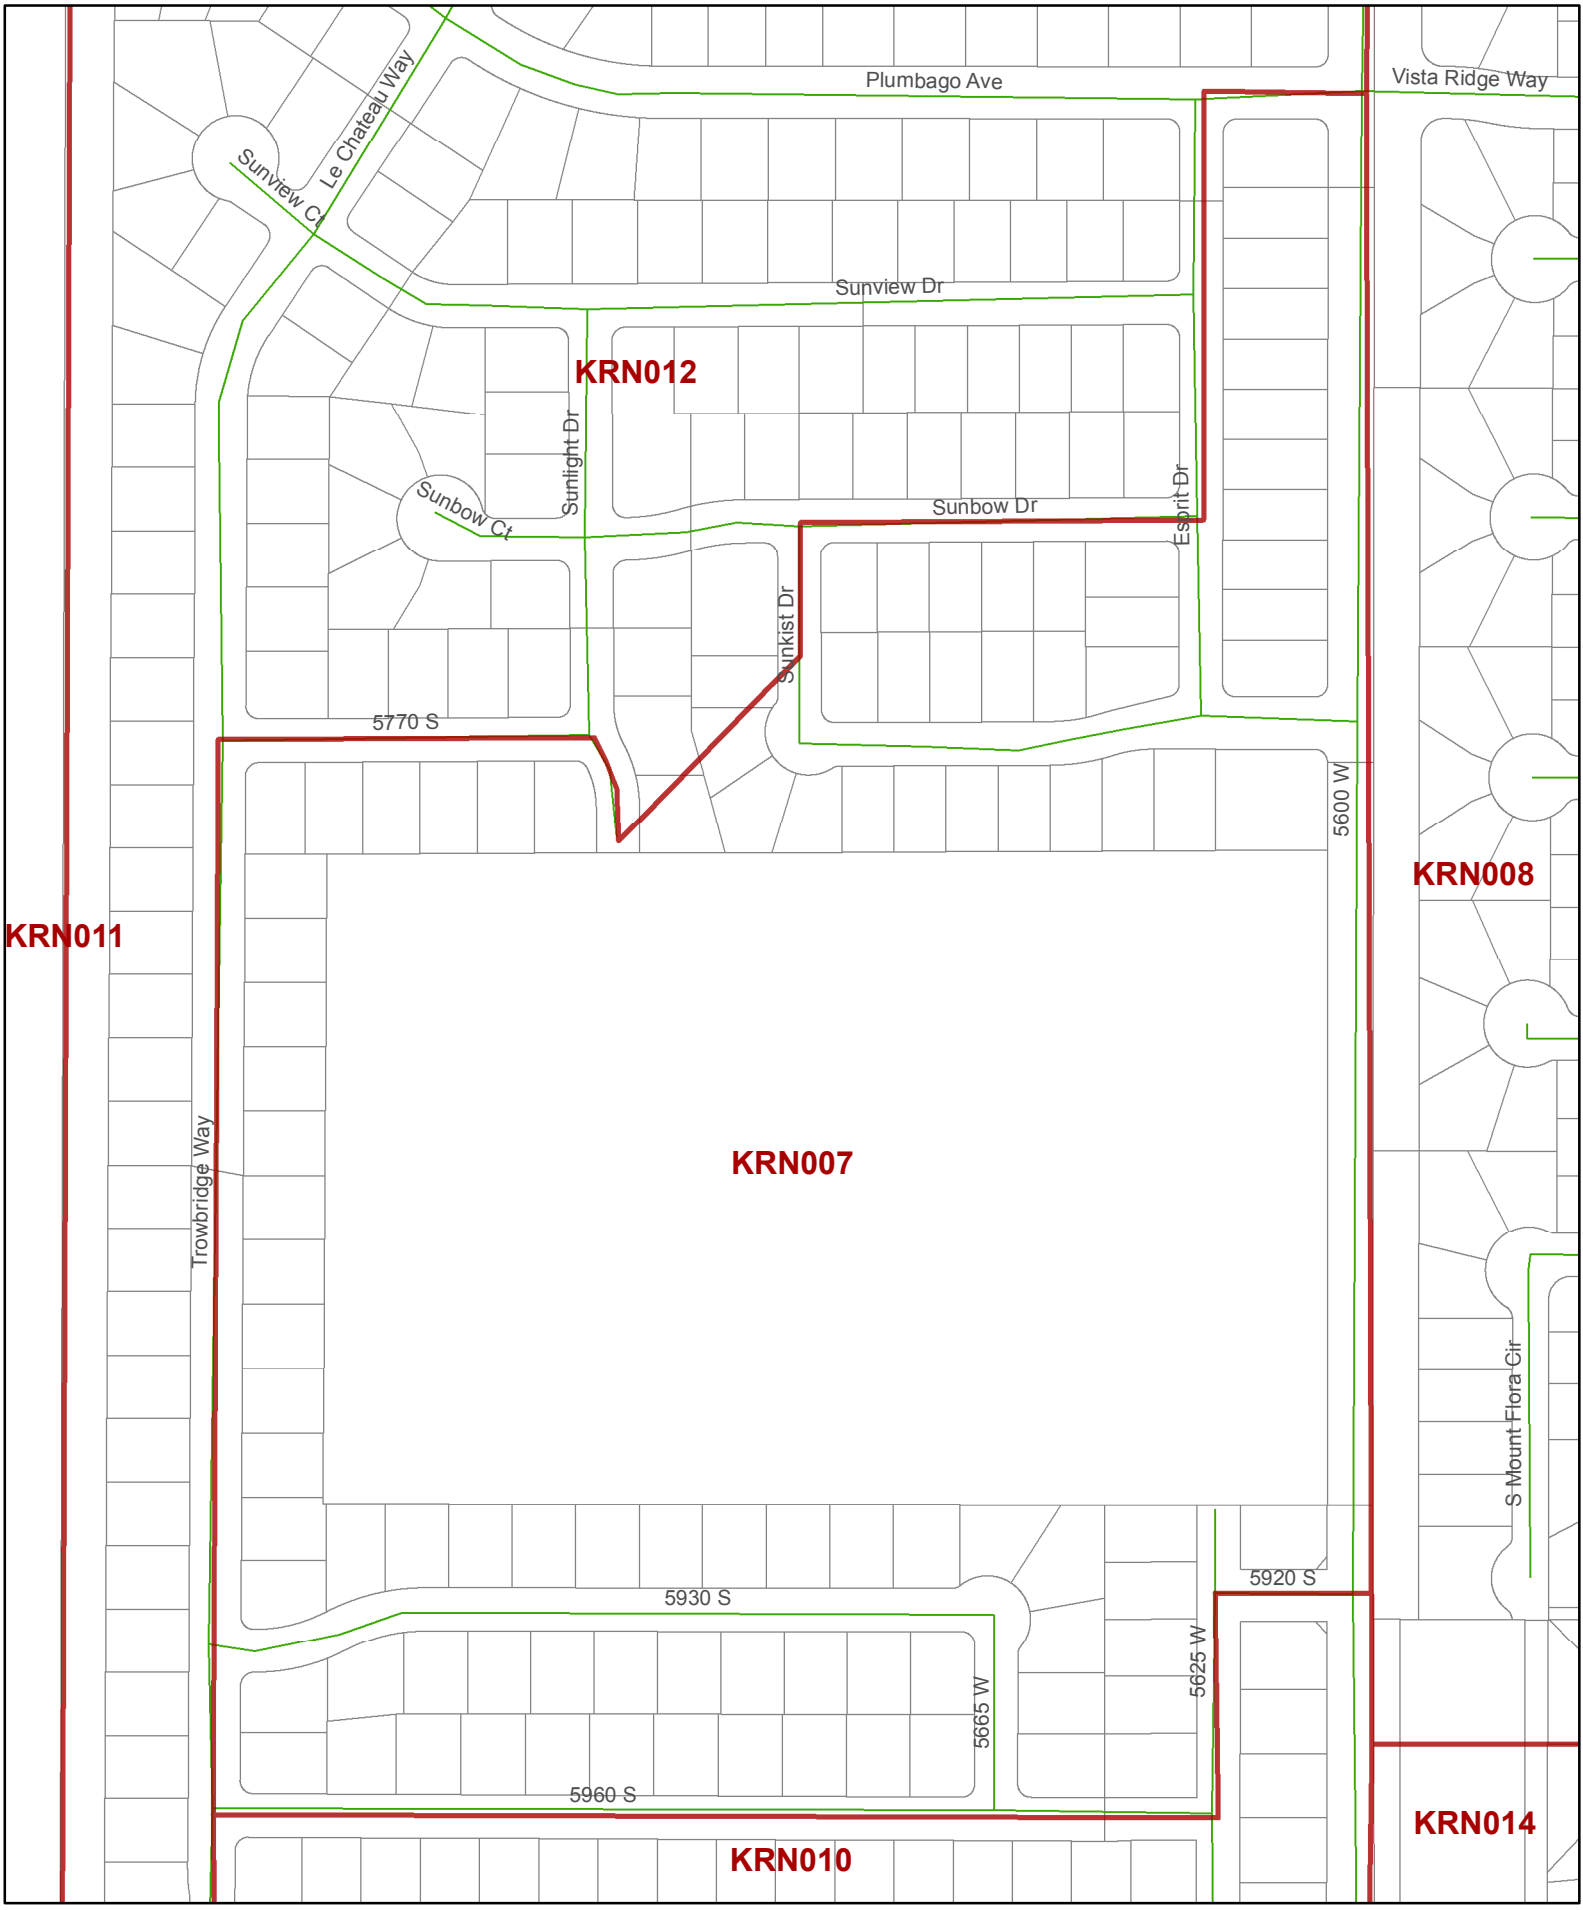 Plumbago Ave
Vista Ridge Way
Le Chateau Way
Sunview Ct
Sunview Dr
KRN012
Sunlight Dr
Sunbow Ct
Sunbow Dr
Esprit Dr
Sunkist Dr
5770 S
5600 W
KRN008
KRN011
KRN007
Trowbridge Way
S Mount Flora Cir
5920 S
5930 S
5625 W
5665 W
5960 S
KRN014
KRN010